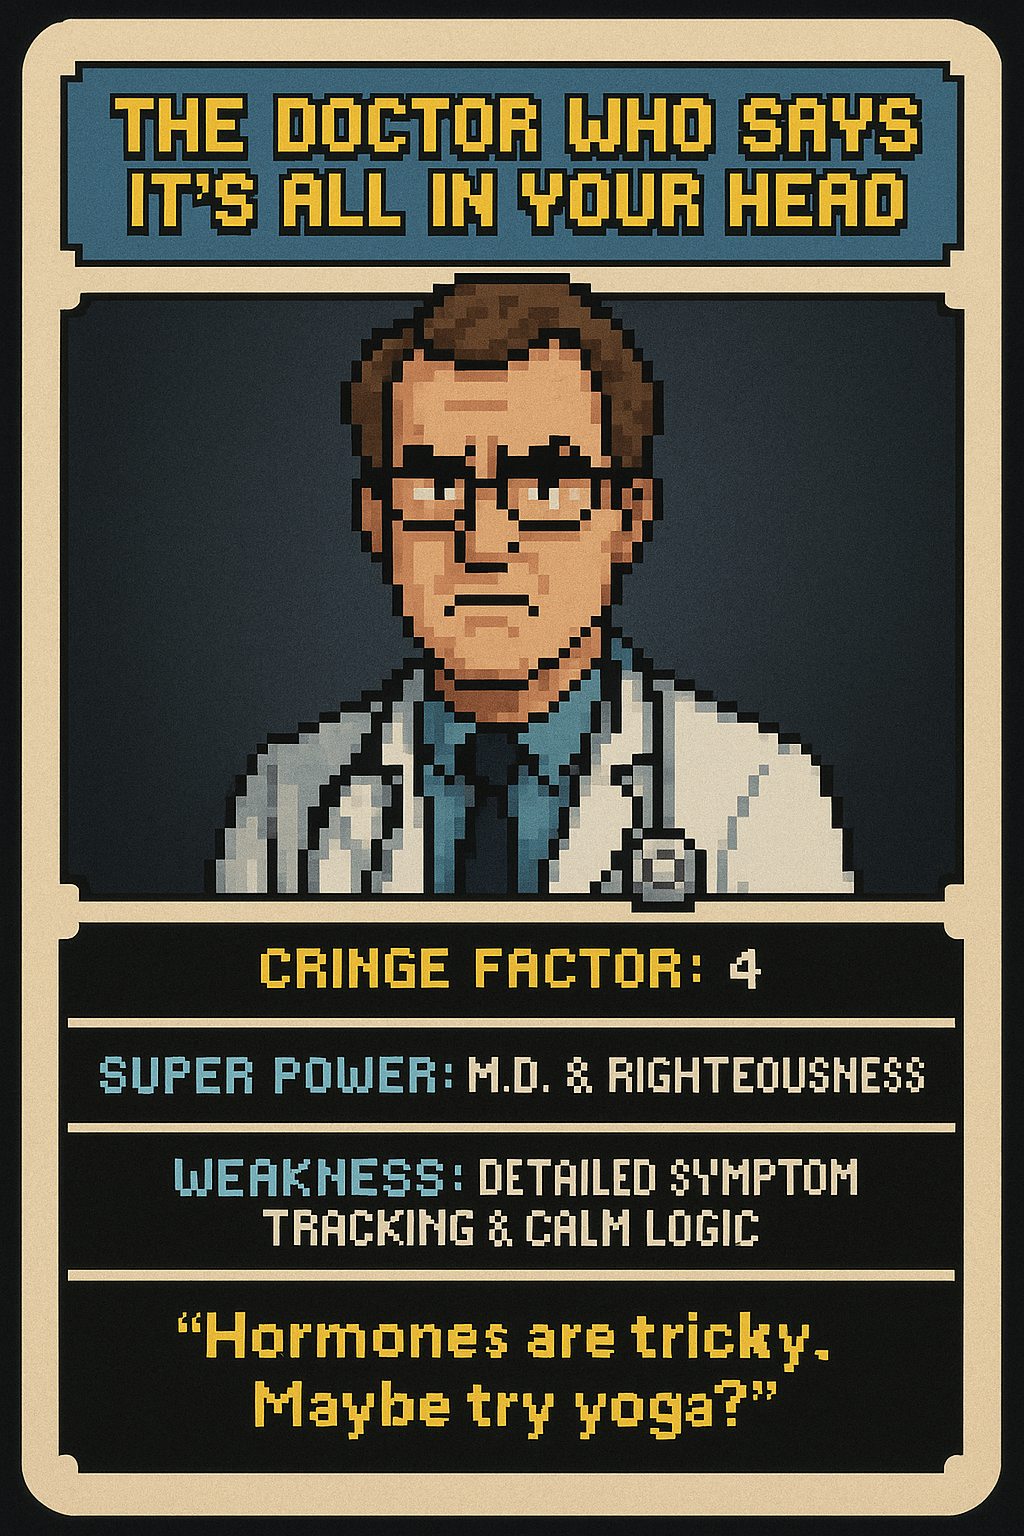 THE DOCTOR WHO SAYS
IT'S ALL IN YOUR HEAD
CRINGE FACTOR: 4
SUPER POWER: M.D. & RIGHTEOUSNESS
WEAKNESS: DETAILED SYMPTOM
TRACKING & CALM LOGIC
“Hormones are tricky.
Maybe try yoga?”